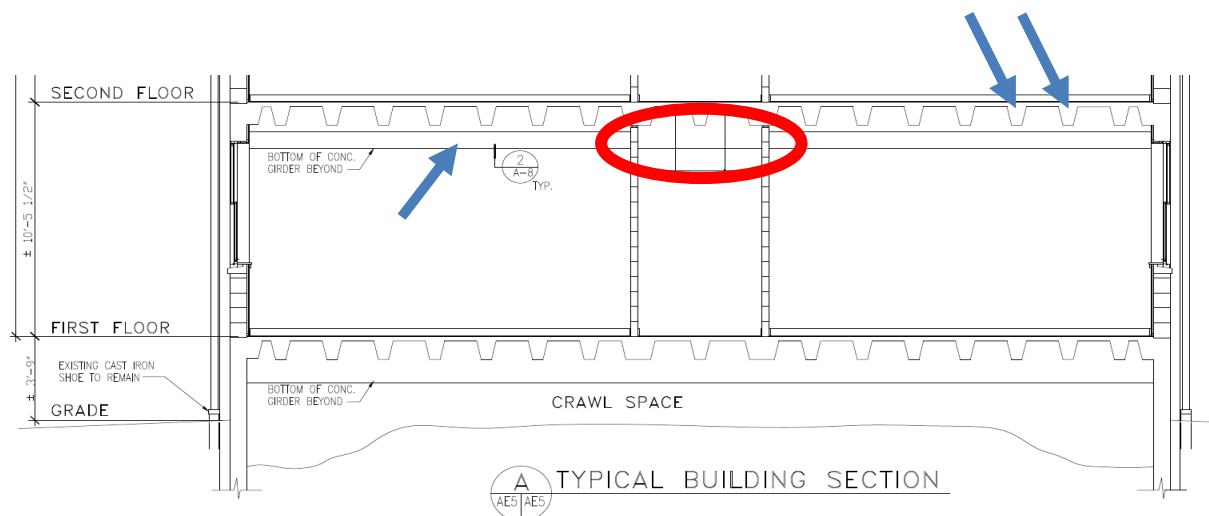 SECOND FLOOR
BOTTOM OF CONC.
GIRDER BEYOND
2
A-8
TYP.
± 10'-5 1/2"
FIRST FLOOR
± 3'-9"
EXISTING CAST IRON
SHOE TO REMAIN
BOTTOM OF CONC.
GIRDER BEYOND
GRADE
CRAWL SPACE
A
AE5 AE5
TYPICAL BUILDING SECTION